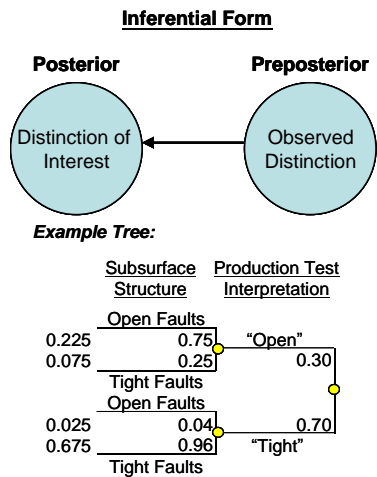 Inferential Form
Posterior Preposterior
Distinction of Interest
Observed Distinction
Example Tree:
Subsurface Structure
Production Test Interpretation
Open Faults
0.225 0.75 “Open”
0.075 0.25 0.30
Tight Faults
Open Faults
0.025 0.04 0.70
0.675 0.96 “Tight”
Tight Faults